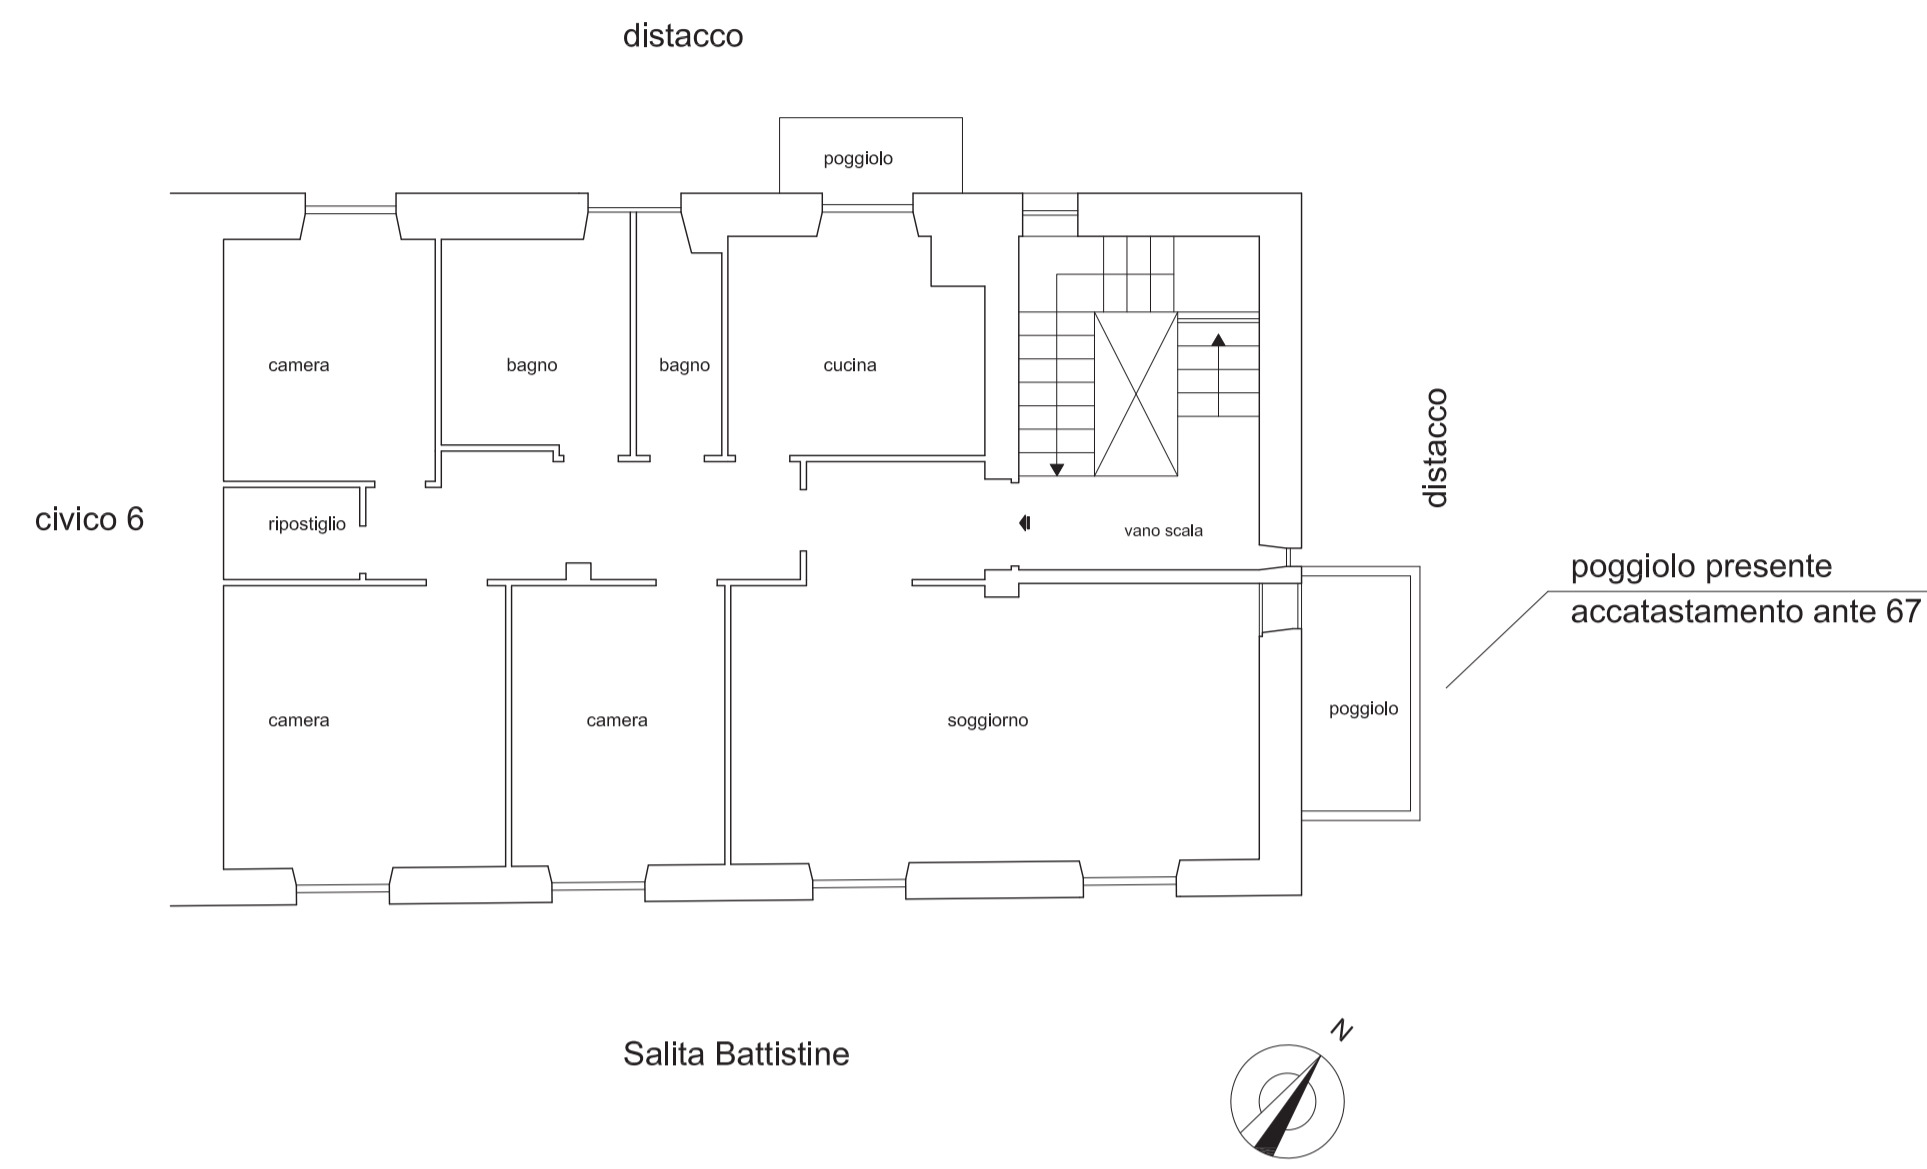 distacco
poggiolo
camera
bagno
bagno
cucina
distacco
civico 6
ripostiglio
vano scala
poggiolo presente
accatastamento ante 67
camera
camera
soggiorno
poggiolo
Salita Battistine
N